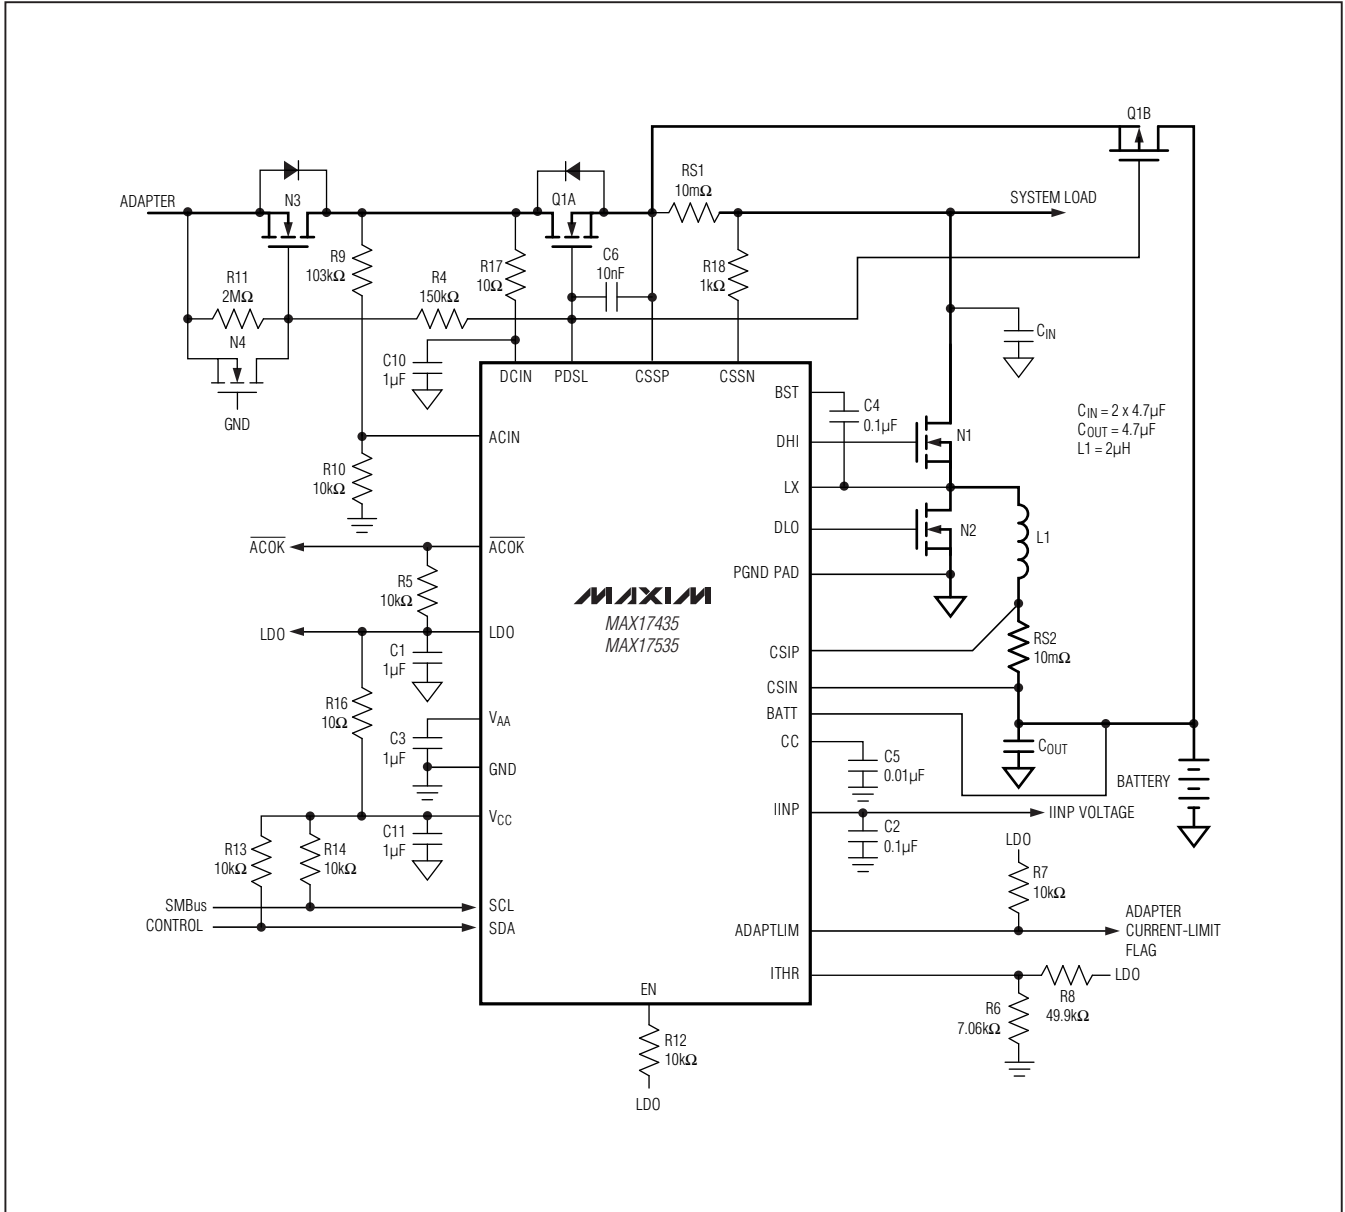 Q1B
ADAPTER
N3
Q1A
RS1
10mΩ
SYSTEM LOAD
R9
103kΩ
R11
2MΩ
R4
150kΩ
R17
10Ω
C6
10nF
R18
1kΩ
N4
GND
C10
1µF
CIN
DCIN
PDSL
CSSP
CSSN
BST
C4
0.1µF
DHI
N1
CIN = 2 x 4.7µF
COUT = 4.7µF
L1 = 2µH
ACIN
R10
10kΩ
LX
DLO
N2
L1
ACOK
ACOK
R5
10kΩ
PGND PAD
MAXIM
MAX17435
MAX17535
LDO
LDO
C1
1µF
CSIP
RS2
10mΩ
CSIN
R16
10Ω
VAA
BATT
C3
1µF
CC
COUT
GND
C5
0.01µF
BATTERY
IINP
IINP VOLTAGE
VCC
C11
1µF
C2
0.1µF
R13
10kΩ
R14
10kΩ
LDO
R7
10kΩ
SMBus
CONTROL
SCL
SDA
ADAPTLIM
ADAPTER
CURRENT-LIMIT
FLAG
ITHR
LDO
R8
49.9kΩ
R6
7.06kΩ
EN
R12
10kΩ
LDO